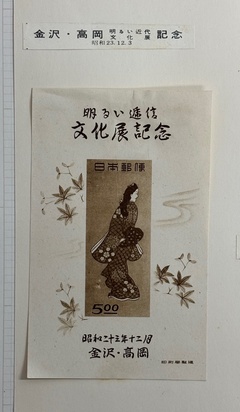 金沢・高岡 明るい近代文化展 記念
昭和23.12.3
明るい逓信
文化展記念
日本郵便
5.00
昭和二十三年十二月
金沢・高岡